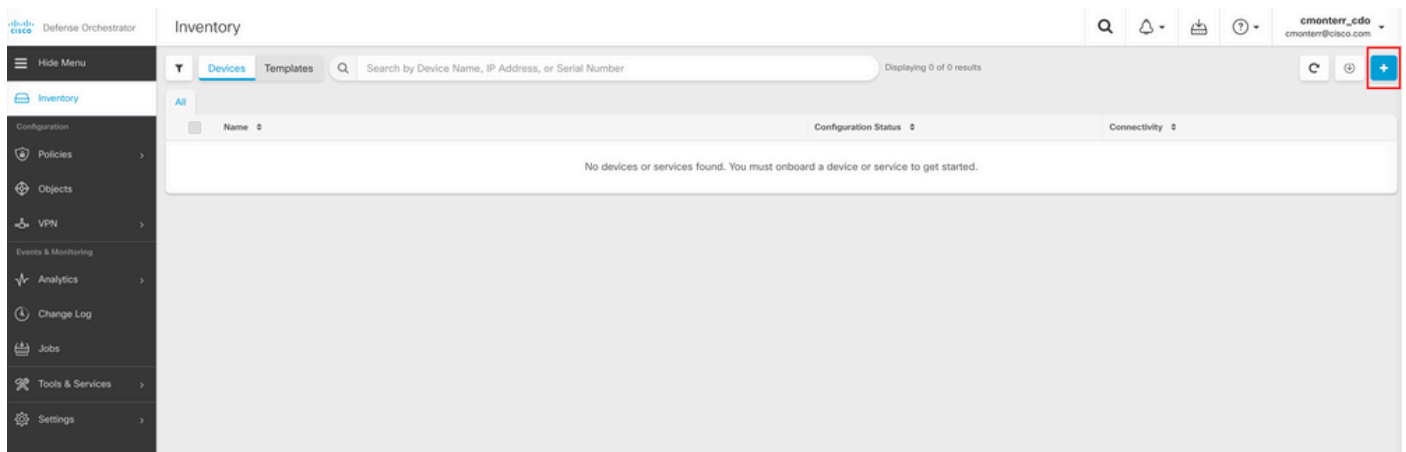 cisco Defense Orchestrator
Inventory
cmonterr_cdo
cmonterr@cisco.com
Hide Menu
Devices Templates Search by Device Name, IP Address, or Serial Number Displaying 0 of 0 results
Inventory
All
Configuration
Name Configuration Status Connectivity
Policies
No devices or services found. You must onboard a device or service to get started.
Objects
VPN
Events & Monitoring
Analytics
Change Log
Jobs
Tools & Services
Settings